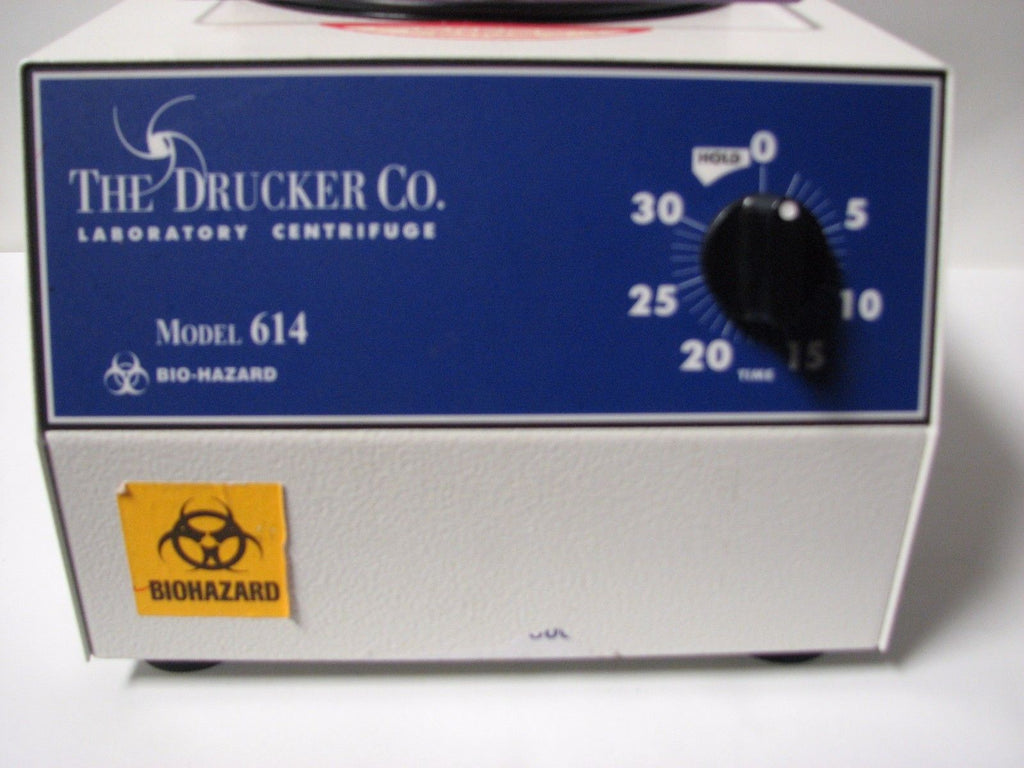 THE DRUCKER CO.
LABORATORY CENTRIFUGE
MODEL 614
BIO-HAZARD
HOLD 0
5
10
15
TIME
20
25
30
BIOHAZARD